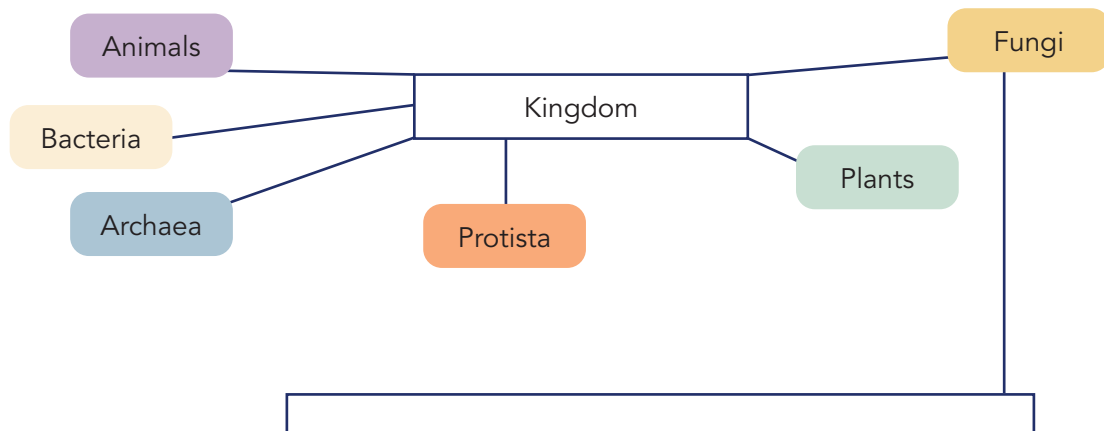 Animals
Fungi
Kingdom
Bacteria
Plants
Archaea
Protista